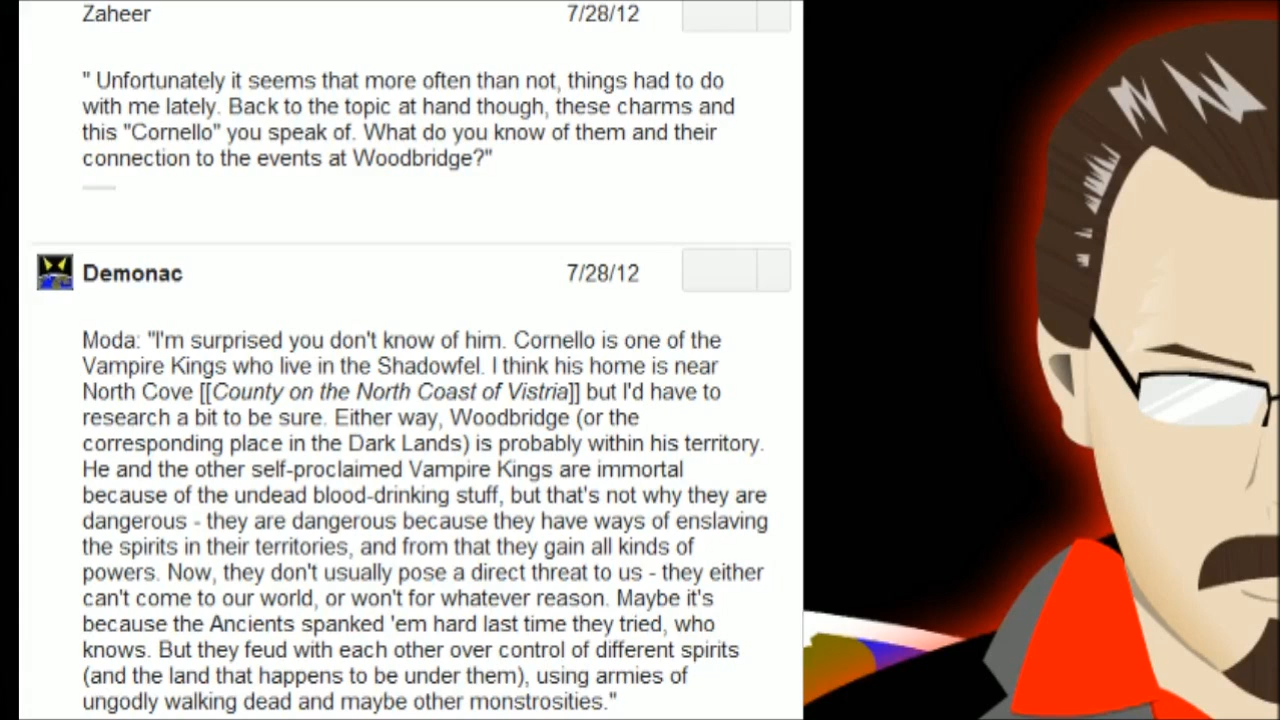 Zaheer 7/28/12
" Unfortunately it seems that more often than not, things had to do
with me lately. Back to the topic at hand though, these charms and
this "Cornello" you speak of. What do you know of them and their
connection to the events at Woodbridge?"
Demonac 7/28/12
Moda: "I'm surprised you don't know of him. Cornello is one of the
Vampire Kings who live in the Shadowfel. I think his home is near
North Cove [[County on the North Coast of Vistria]] but I'd have to
research a bit to be sure. Either way, Woodbridge (or the
corresponding place in the Dark Lands) is probably within his territory.
He and the other self-proclaimed Vampire Kings are immortal
because of the undead blood-drinking stuff, but that's not why they are
dangerous - they are dangerous because they have ways of enslaving
the spirits in their territories, and from that they gain all kinds of
powers. Now, they don't usually pose a direct threat to us - they either
can't come to our world, or won't for whatever reason. Maybe it's
because the Ancients spanked 'em hard last time they tried, who
knows. But they feud with each other over control of different spirits
(and the land that happens to be under them), using armies of
ungodly walking dead and maybe other monstrosities."